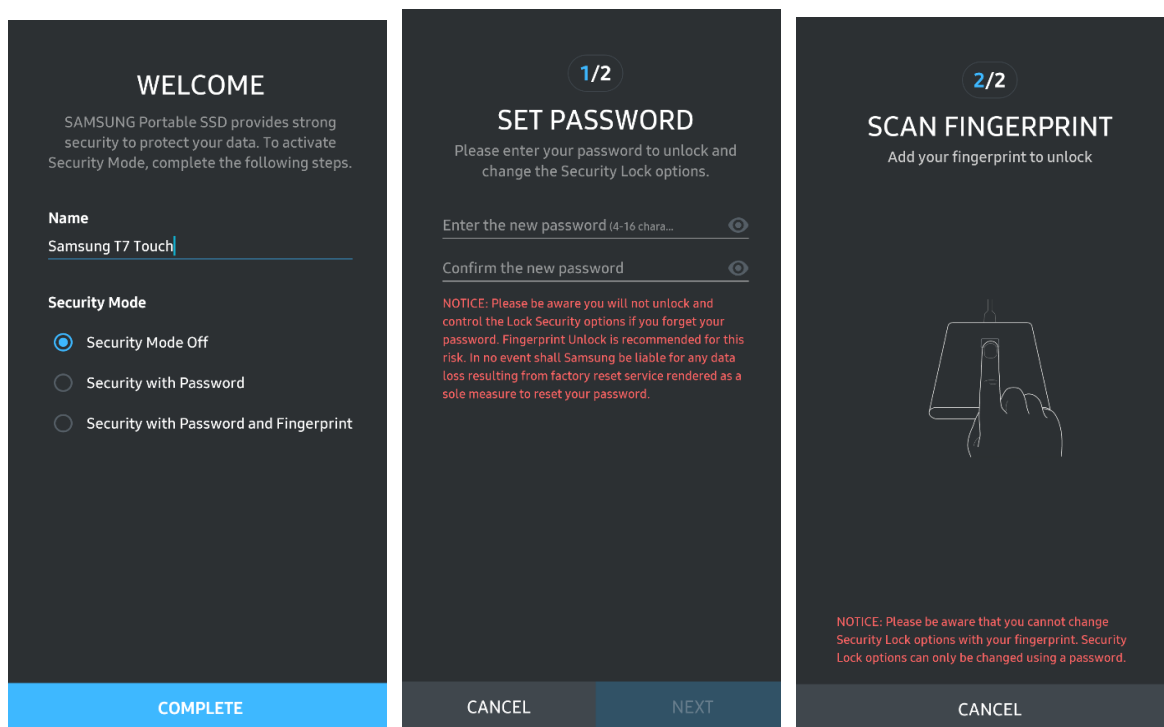 WELCOME
SAMSUNG Portable SSD provides strong
security to protect your data. To activate
Security Mode, complete the following steps.
Name
Samsung T7 Touch
Security Mode
Security Mode Off
Security with Password
Security with Password and Fingerprint
COMPLETE
1/2
SET PASSWORD
Please enter your password to unlock and
change the Security Lock options.
Enter the new password (4-16 chara...
Confirm the new password
NOTICE: Please be aware you will not unlock and
control the Lock Security options if you forget your
password. Fingerprint Unlock is recommended for this
risk. In no event shall Samsung be liable for any data
loss resulting from factory reset service rendered as a
sole measure to reset your password.
CANCEL
NEXT
2/2
SCAN FINGERPRINT
Add your fingerprint to unlock
NOTICE: Please be aware that you cannot change
Security Lock options with your fingerprint. Security
Lock options can only be changed using a password.
CANCEL